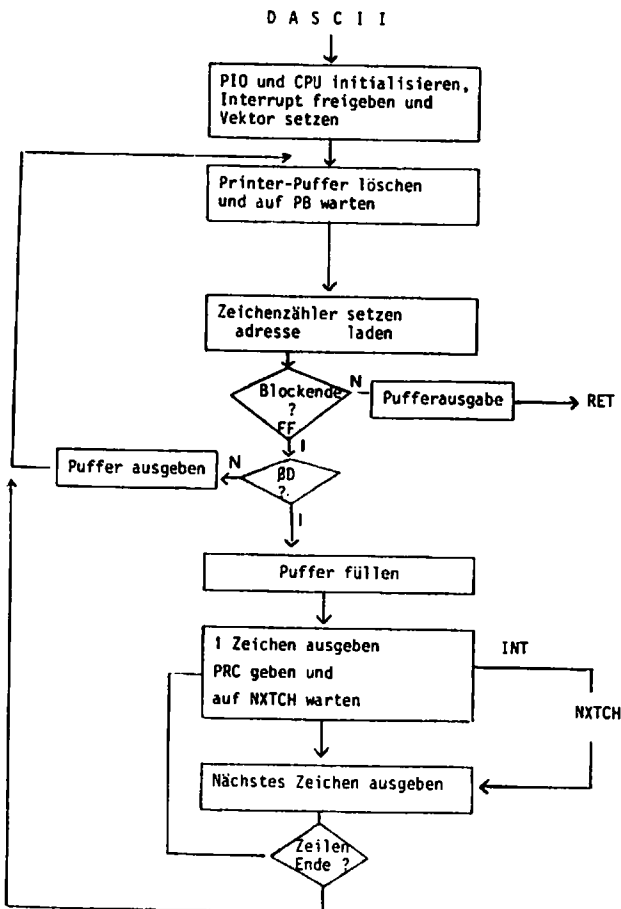 D A S C I I
PIO und CPU initialisieren,
Interrupt freigeben und
Vektor setzen
Printer-Puffer löschen
und auf PB warten
Zeichenzähler setzen
adresse laden
Blockende
?
FF
N
Pufferausgabe
RET
I
Puffer ausgeben
N
ØD
?.
I
Puffer füllen
1 Zeichen ausgeben
PRC geben und
auf NXTCH warten
INT
NXTCH
Nächstes Zeichen ausgeben
Zeilen
Ende ?